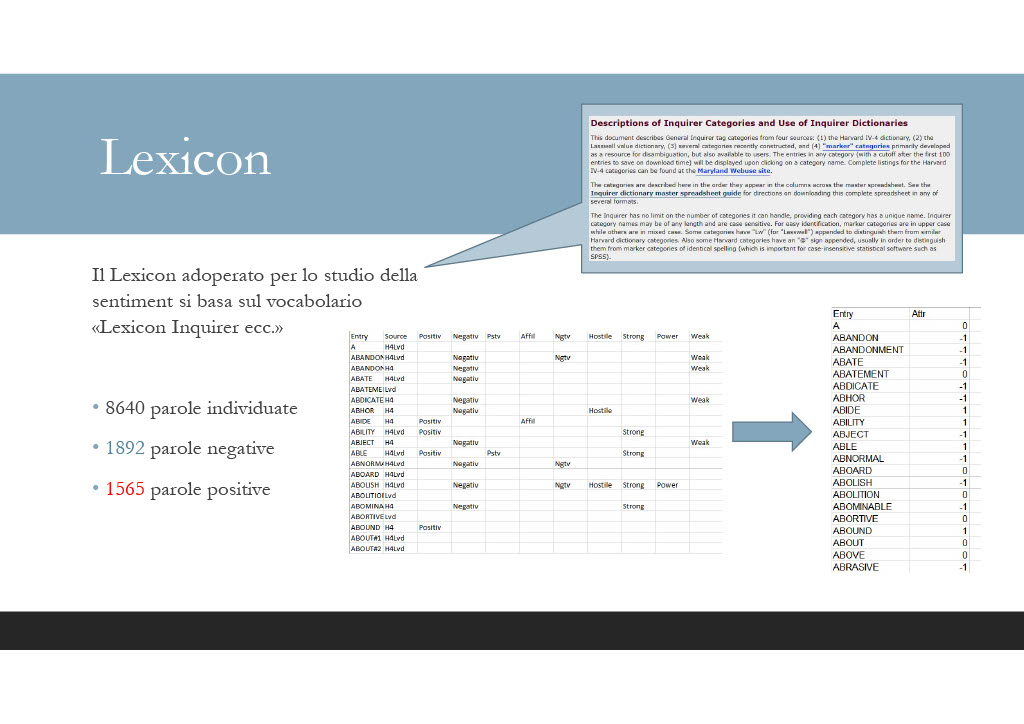 Lexicon
Descriptions of Inquirer Categories and Use of Inquirer Dictionaries
This document describes General Inquirer tag categories from four sources: (1) the Harvard IV-4 dictionary, (2) the
Lasswell value dictionary, (3) several categories recently constructed, and (4) "marker" categories primarily developed
as a resource for disambiguation, but also available to users. The entries in any category (with a cutoff after the first 100
entries to save on download time) will be displayed upon clicking on a category name. Complete listings for the Harvard
IV-4 categories can be found at the Maryland Webuse site.
The categories are described here in the order they appear in the columns across the master spreadsheet. See the
Inquirer dictionary master spreadsheet guide for directions on downloading this complete spreadsheet in any of
several formats.
The Inquirer has no limit on the number of categories it can handle, providing each category has a unique name. Inquirer
category names may be of any length and are case sensitive. For easy identification, marker categories are in upper case
while others are in mixed case. Some categories have "Lw" (for "Lasswell") appended to distinguish them from similar
Harvard dictionary categories. Also some Harvard categories have an "@" sign appended, usually in order to distinguish
them from marker categories of identical spelling (which is important for case-insensitive statistical software such as
SPSS).
Il Lexicon adoperato per lo studio della
sentiment si basa sul vocabolario
«Lexicon Inquirer ecc.»
• 8640 parole individuate
• 1892 parole negative
• 1565 parole positive
Entry Source Positiv Negativ Pstv Affil Ngtv Hostile Strong Power Weak
A H4Lvd
ABANDON H4Lvd Negativ Ngtv Weak
ABANDON H4 Negativ Weak
ABATE H4Lvd Negativ
ABATEME Lvd
ABDICATE H4 Negativ Weak
ABHOR H4 Negativ Hostile
ABIDE H4 Positiv Affil
ABILITY H4Lvd Positiv Strong
ABJECT H4 Negativ Weak
ABLE H4Lvd Positiv Pstv Strong
ABNORM H4Lvd Negativ Ngtv
ABOARD H4Lvd
ABOLISH H4Lvd Negativ Ngtv Hostile Strong Power
ABOLITIO Lvd
ABOMINA H4 Negativ Strong
ABORTIVE Lvd
ABOUND H4 Positiv
ABOUT#1 H4Lvd
ABOUT#2 H4Lvd
Entry Attr
A 0
ABANDON -1
ABANDONMENT -1
ABATE -1
ABATEMENT 0
ABDICATE -1
ABHOR -1
ABIDE 1
ABILITY 1
ABJECT -1
ABLE 1
ABNORMAL -1
ABOARD 0
ABOLISH -1
ABOLITION 0
ABOMINABLE -1
ABORTIVE 0
ABOUND 1
ABOUT 0
ABOVE 0
ABRASIVE -1